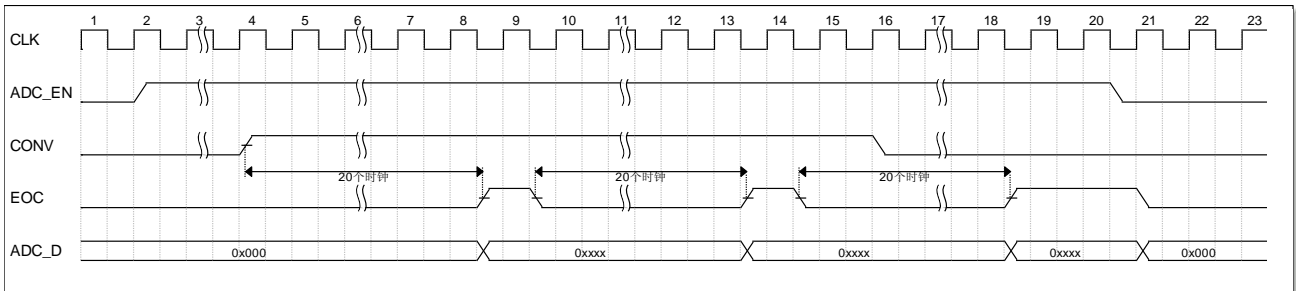 1 2 3 4 5 6 7 8 9 10 11 12 13 14 15 16 17 18 19 20 21 22 23
CLK
ADC_EN
CONV
20个时钟 20个时钟 20个时钟
EOC
ADC_D 0x000 0xxxx 0xxxx 0xxxx 0x000